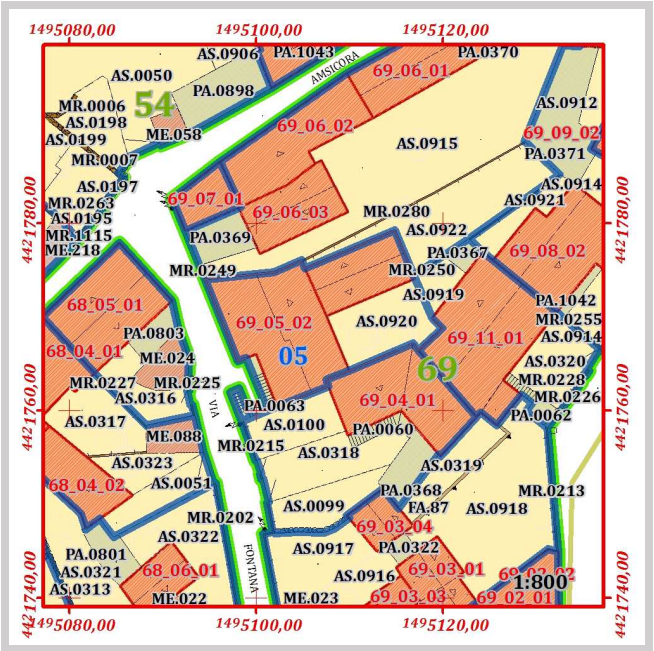 1495080,00 1495100,00 1495120,00
AS.0906 PA.1043 PA.0370
AMSICORA
AS.0050 69_06_01
PA.0898
MR.0006 54 AS.0912
AS.0198 69_06_02
AS.0199 ME.058 AS.0915 69_09_02
MR.0007 PA.0371
AS.0197 AS.0914
MR.0263 69_07_01 AS.0921
AS.0195 69_06_03 MR.0280
4421780,00 4421780,00
MR.1115 PA.0369 AS.0922
ME.218 PA.0367 69_08_02
MR.0249 MR.0250
AS.0919 PA.1042
68_05_01 MR.0255
PA.0803 69_05_02 AS.0920 69_11_01 AS.0914
68_04_01 ME.024 05 AS.0320
69 MR.0228
MR.0227 MR.0225 MR.0226
AS.0316 VIA PA.0063 69_04_01 PA.0062
4421760,00 4421760,00
AS.0317 AS.0100 PA.0060
ME.088 MR.0215 AS.0318
AS.0323 AS.0319
68_04_02 AS.0051 PA.0368 MR.0213
AS.0099 FA.87 AS.0918
MR.0202 69_03_04
AS.0322 AS.0917 PA.0322
PA.0801 FONTANA
AS.0321 68_06_01 AS.0916 69_03_01
AS.0313 1:800
ME.022 ME.023 69_03_03 69_02_01
4421740,00 4421740,00
1495080,00 1495100,00 1495120,00